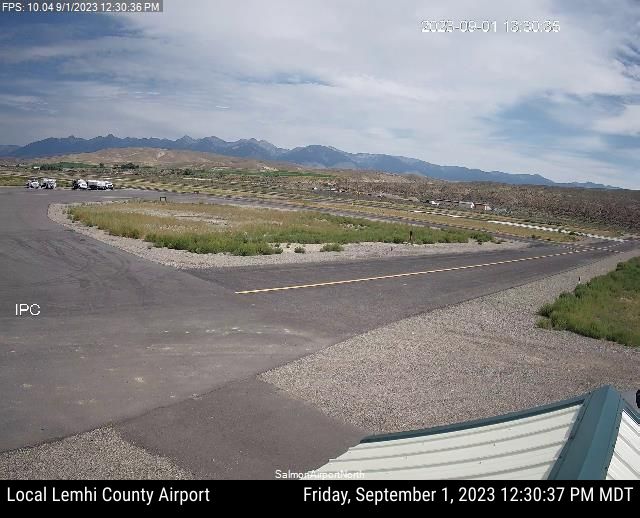 FPS: 10.04 9/1/2023 12:30:36 PM
2023-09-01 13:30:35
IPC
SalmonAirportNorth
Local Lemhi County Airport
Friday, September 1, 2023 12:30:37 PM MDT